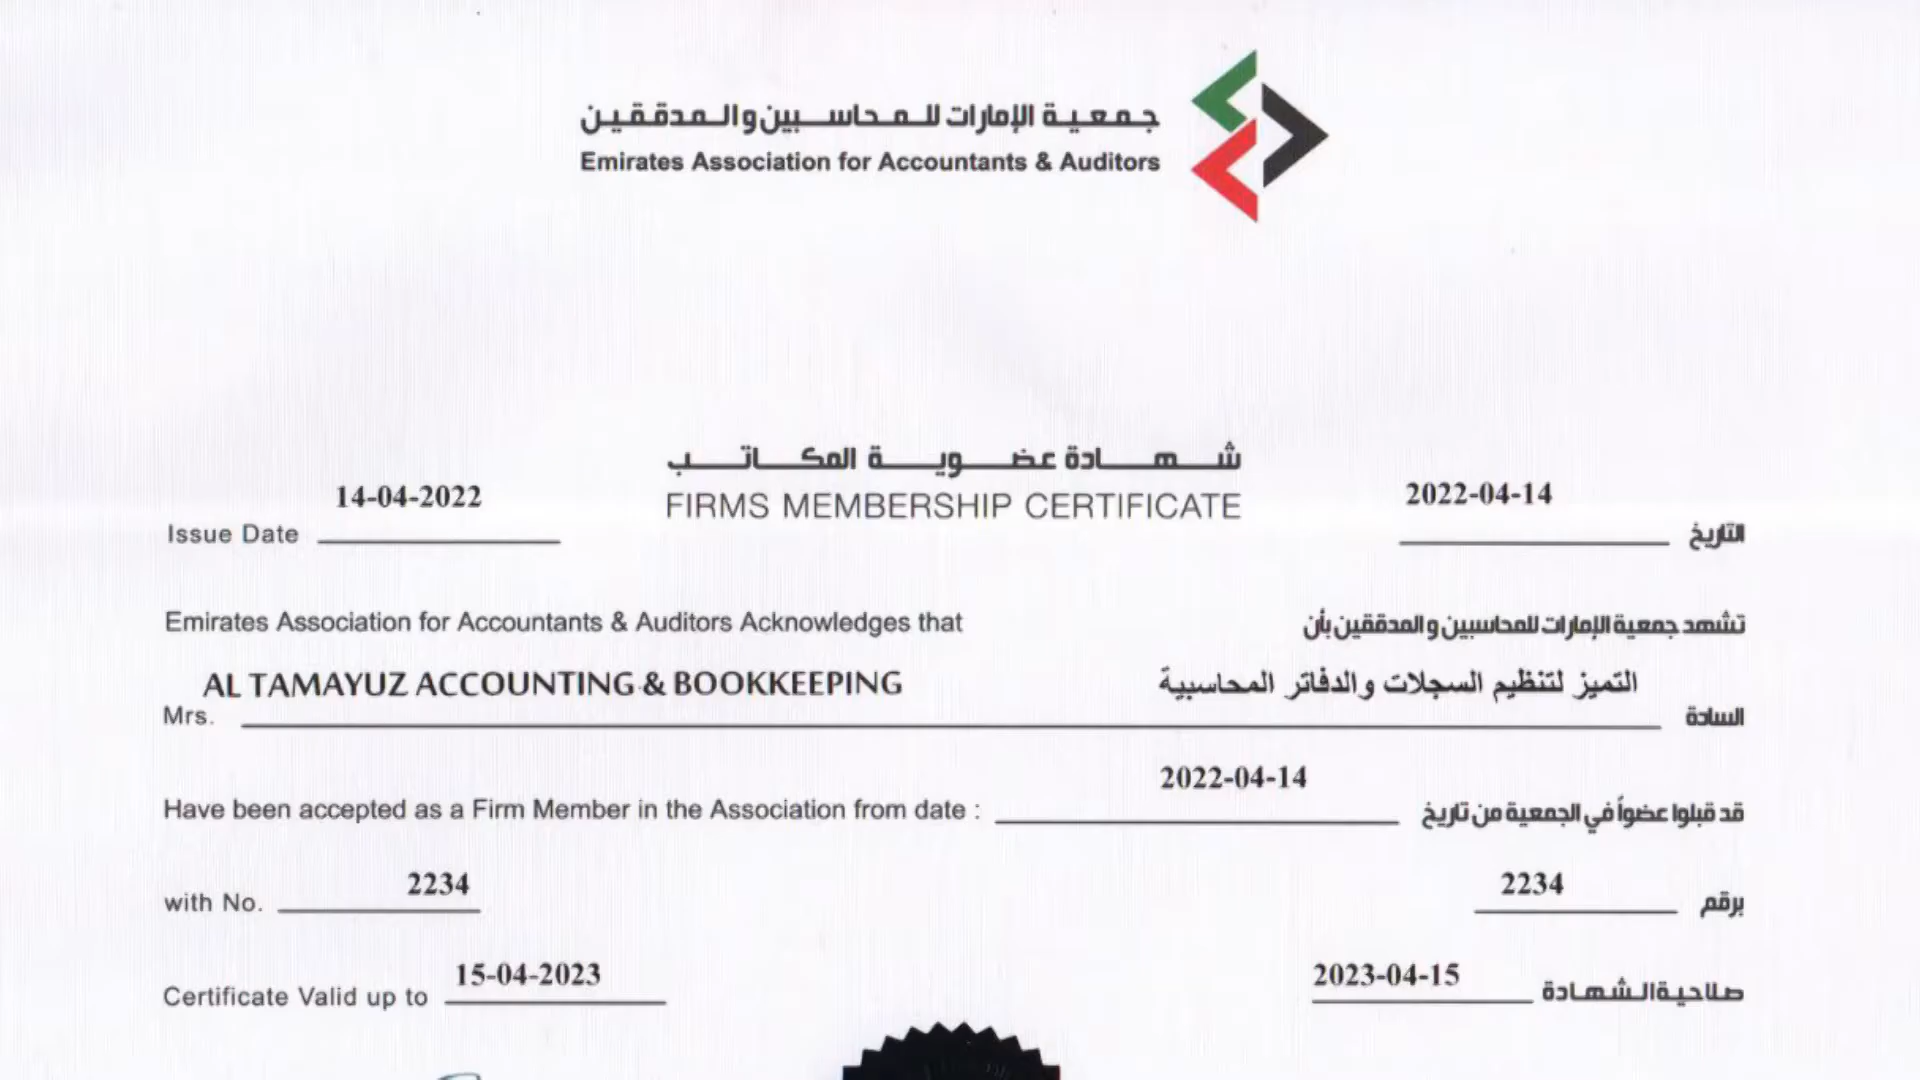 جمعية الإمارات للمحاسبين والمدققين
Emirates Association for Accountants & Auditors
شهادة عضوية المكاتب
FIRMS MEMBERSHIP CERTIFICATE
Issue Date 14-04-2022
2022-04-14 التاريخ
Emirates Association for Accountants & Auditors Acknowledges that
تشهد جمعية الإمارات للمحاسبين والمدققين بأن
AL TAMAYUZ ACCOUNTING & BOOKKEEPING
التميز لتنظيم السجلات والدفاتر المحاسبية
Mrs.
السادة
2022-04-14
Have been accepted as a Firm Member in the Association from date :
قد قبلوا عضواً في الجمعية من تاريخ
with No. 2234
2234 برقم
Certificate Valid up to 15-04-2023
2023-04-15 صلاحية الشهادة